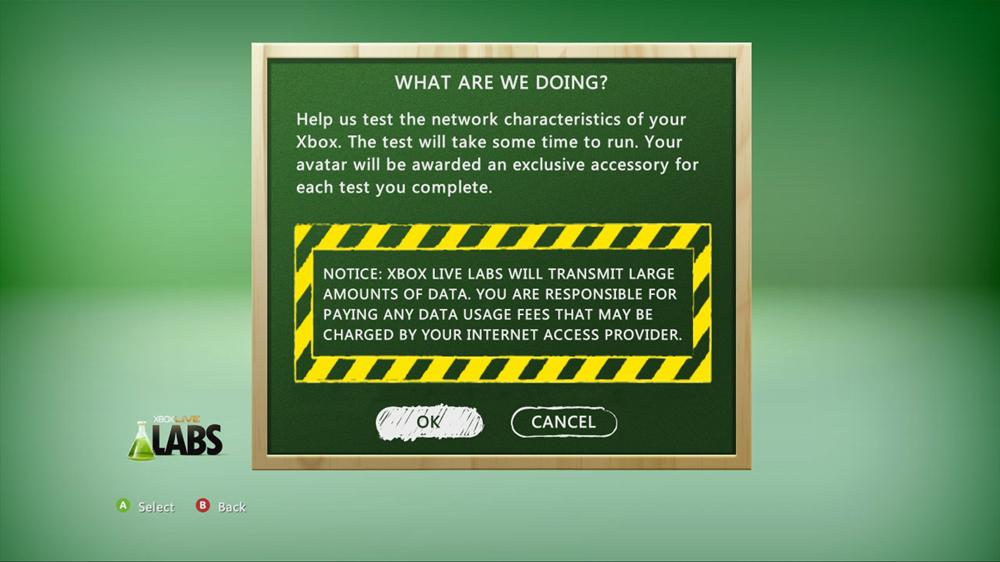 WHAT ARE WE DOING?
Help us test the network characteristics of your
Xbox. The test will take some time to run. Your
avatar will be awarded an exclusive accessory for
each test you complete.
NOTICE: XBOX LIVE LABS WILL TRANSMIT LARGE
AMOUNTS OF DATA. YOU ARE RESPONSIBLE FOR
PAYING ANY DATA USAGE FEES THAT MAY BE
CHARGED BY YOUR INTERNET ACCESS PROVIDER.
OK CANCEL
XBOX LIVE
LABS
A Select B Back